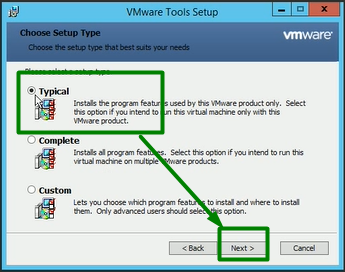 VMware Tools Setup
Choose Setup Type
Choose the setup type that best suits your needs
vmware
Please select a setup type.
Typical
Installs the program features used by this VMware product only. Select
this option if you intend to run this virtual machine only with this
VMware product.
Complete
Installs all program features. Select this option if you intend to run this
virtual machine on multiple VMware products.
Custom
Lets you choose which program features to install and where to install
them. Only advanced users should select this option.
< Back
Next >
Cancel